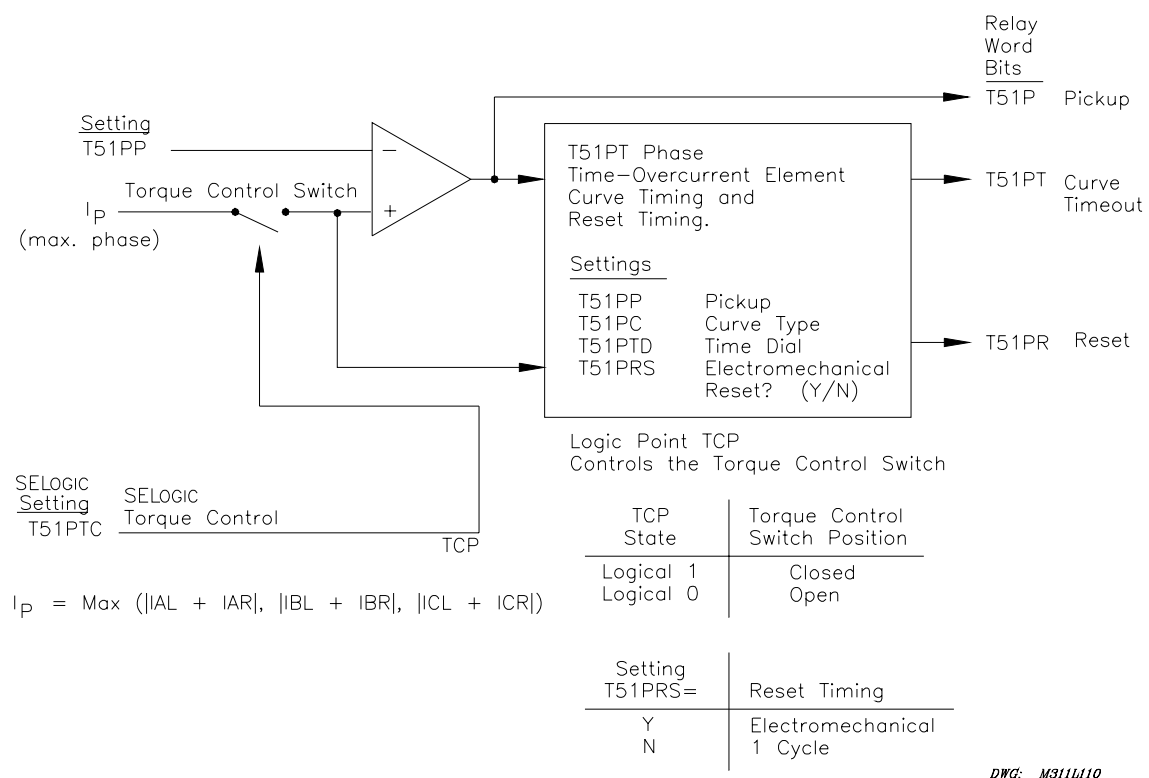 Relay
Word
Bits
T51P Pickup
Setting
T51PP
−
T51PT Phase
Time-Overcurrent Element
Curve Timing and
Reset Timing.
T51PT Curve
Timeout
Torque Control Switch
IP
(max. phase)
+
Settings
T51PP Pickup
T51PC Curve Type
T51PTD Time Dial
T51PRS Electromechanical
Reset? (Y/N)
T51PR Reset
Logic Point TCP
Controls the Torque Control Switch
SELOGIC
Setting
T51PTC
SELOGIC
Torque Control
TCP
TCP
State
Torque Control
Switch Position
Logical 1 Closed
Logical 0 Open
IP = Max (|IAL + IAR|, |IBL + IBR|, |ICL + ICR|)
Setting
T51PRS=
Reset Timing
Y Electromechanical
N 1 Cycle
DWG: M311L110